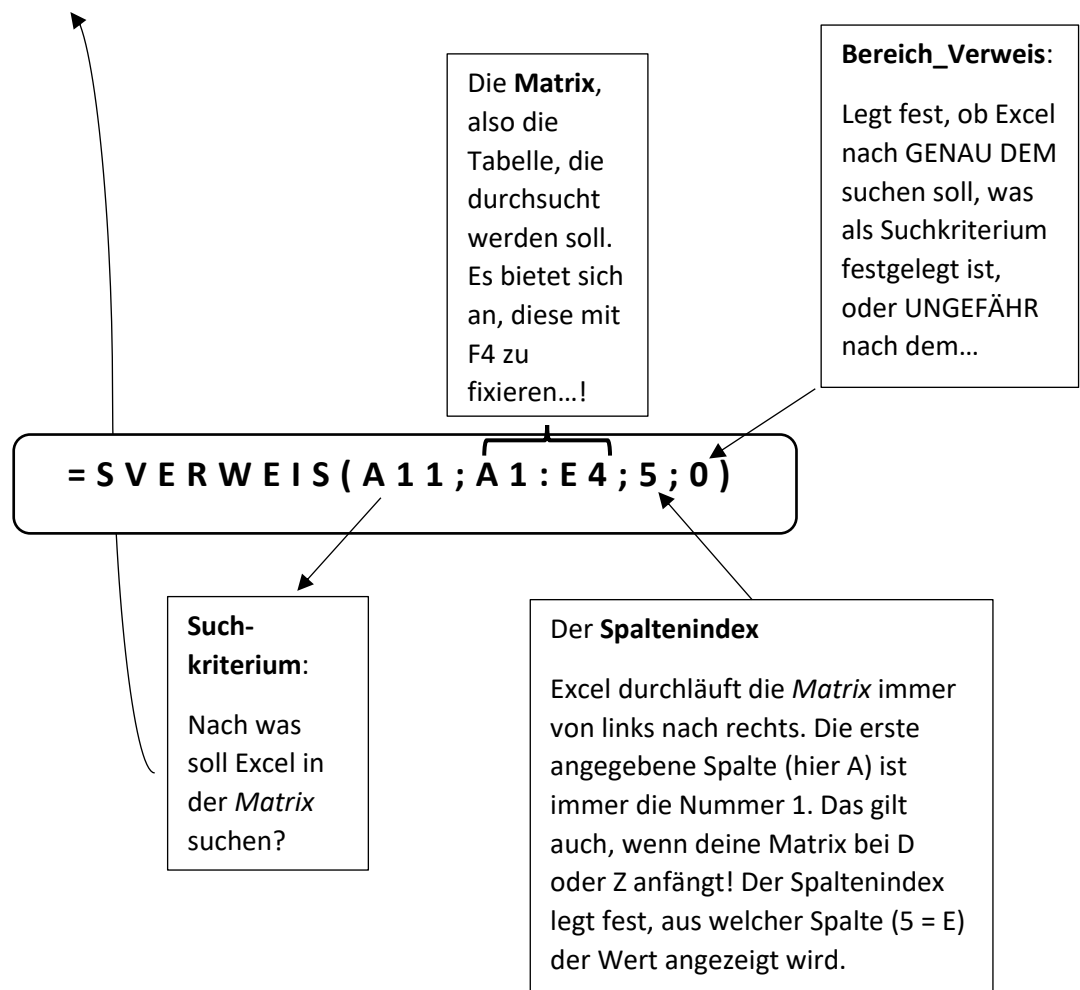 Die Matrix,
also die
Tabelle, die
durchsucht
werden soll.
Es bietet sich
an, diese mit
F4 zu
fixieren…!
Bereich_Verweis:
Legt fest, ob Excel
nach GENAU DEM
suchen soll, was
als Suchkriterium
festgelegt ist,
oder UNGEFÄHR
nach dem…
=SVERWEIS(A11;A1:E4;5;0)
Such-
kriterium:
Nach was
soll Excel in
der Matrix
suchen?
Der Spaltenindex
Excel durchläuft die Matrix immer
von links nach rechts. Die erste
angegebene Spalte (hier A) ist
immer die Nummer 1. Das gilt
auch, wenn deine Matrix bei D
oder Z anfängt! Der Spaltenindex
legt fest, aus welcher Spalte (5 = E)
der Wert angezeigt wird.